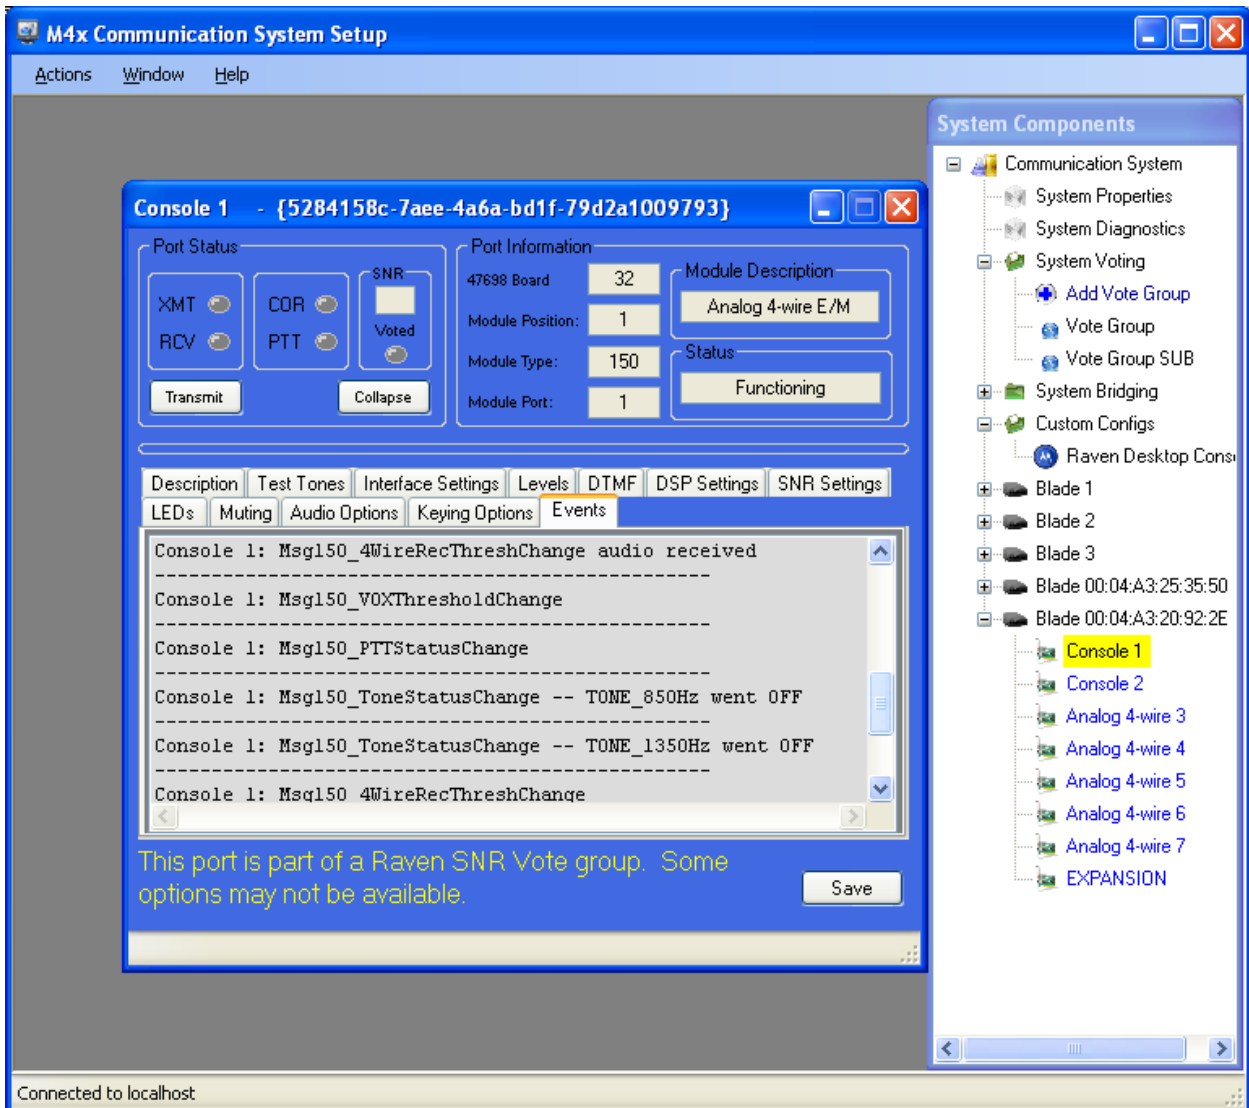 M4x Communication System Setup
Actions Window Help
System Components
Communication System
System Properties
System Diagnostics
System Voting
Add Vote Group
Vote Group
Vote Group SUB
System Bridging
Custom Configs
Raven Desktop Cons
Blade 1
Blade 2
Blade 3
Blade 00:04:A3:25:35:50
Blade 00:04:A3:20:92:2E
Console 1
Console 2
Analog 4-wire 3
Analog 4-wire 4
Analog 4-wire 5
Analog 4-wire 6
Analog 4-wire 7
EXPANSION
Console 1 - {5284158c-7aee-4a6a-bd1f-79d2a1009793}
Port Status
XMT
RCV
COR
PTT
SNR
Voted
Transmit
Collapse
Port Information
47698 Board 32
Module Position: 1
Module Type: 150
Module Port: 1
Module Description
Analog 4-wire E/M
Status
Functioning
Description Test Tones Interface Settings Levels DTMF DSP Settings SNR Settings
LEDs Muting Audio Options Keying Options Events
Console 1: Msg150_4WireRecThreshChange audio received
-------------------------------------------------
Console 1: Msg150_VOXThresholdChange
-------------------------------------------------
Console 1: Msg150_PTTStatusChange
-------------------------------------------------
Console 1: Msg150_ToneStatusChange -- TONE_850Hz went OFF
-------------------------------------------------
Console 1: Msg150_ToneStatusChange -- TONE_1350Hz went OFF
-------------------------------------------------
Console 1: Msg150_4WireRecThreshChange
This port is part of a Raven SNR Vote group. Some
options may not be available.
Save
Connected to localhost